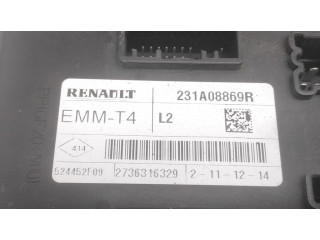 RENAULT 231A08869R
EMM-T4 L2
414
524452F09 2736316329 2-11-12-14